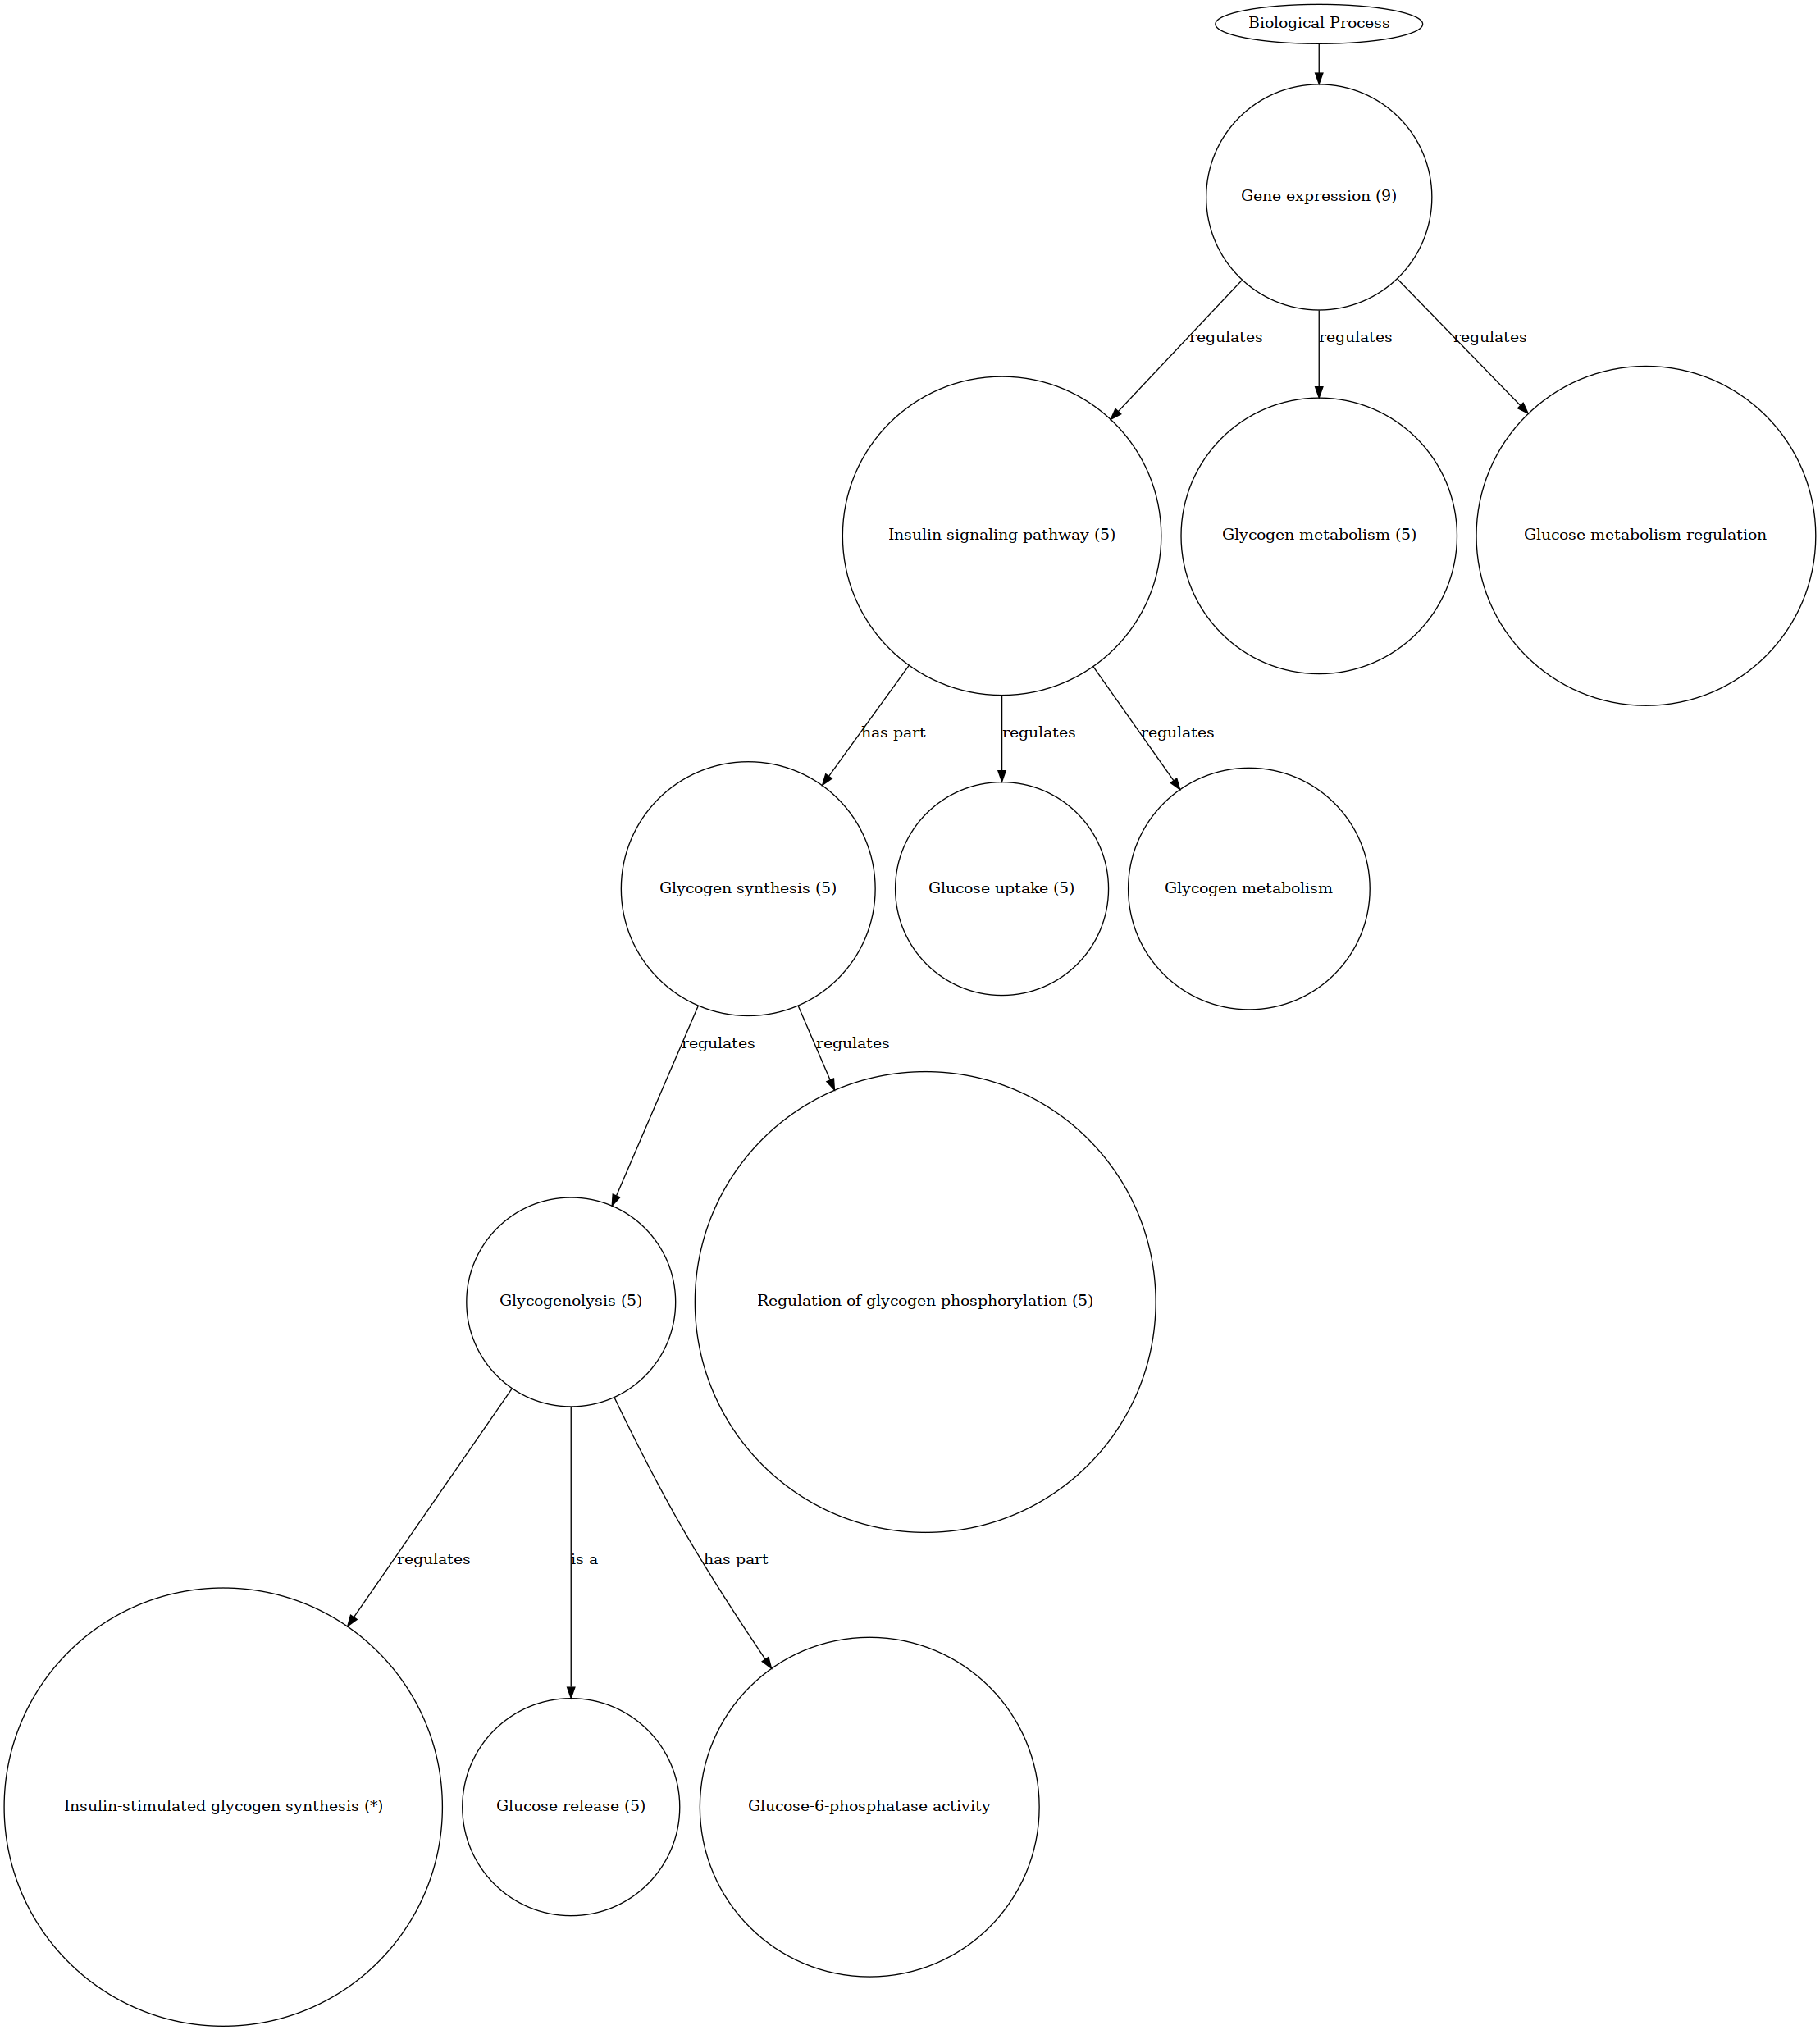 Biological Process
Gene expression (9)
regulates
regulates
regulates
Insulin signaling pathway (5)
Glycogen metabolism (5)
Glucose metabolism regulation
has part
regulates
regulates
Glycogen synthesis (5)
Glucose uptake (5)
Glycogen metabolism
regulates
regulates
Glycogenolysis (5)
Regulation of glycogen phosphorylation (5)
regulates
is a
has part
Insulin-stimulated glycogen synthesis (*)
Glucose release (5)
Glucose-6-phosphatase activity